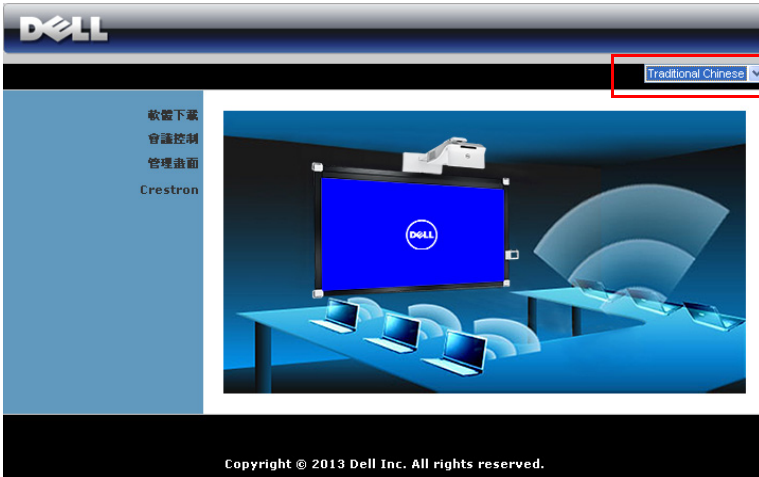 DELL
Traditional Chinese
軟體下載
會議控制
管理畫面
Crestron
DELL
Copyright © 2013 Dell Inc. All rights reserved.